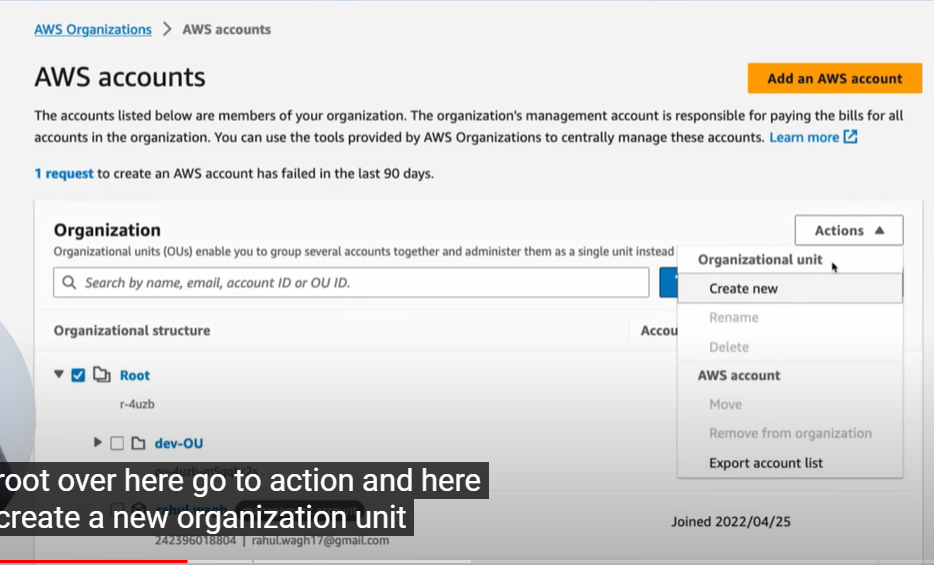 AWS Organizations > AWS accounts
AWS accounts
Add an AWS account
The accounts listed below are members of your organization. The organization's management account is responsible for paying the bills for all
accounts in the organization. You can use the tools provided by AWS Organizations to centrally manage these accounts. Learn more
1 request to create an AWS account has failed in the last 90 days.
Organization
Actions
Organizational units (OUs) enable you to group several accounts together and administer them as a single unit instead
Organizational unit
Search by name, email, account ID or OU ID.
Create new
Rename
Organizational structure
Accou
Delete
Root
AWS account
r-4uzb
Move
Remove from organization
dev-OU
Export account list
root over here go to action and here
create a new organization unit
Joined 2022/04/25
242396018804 | rahul.wagh17@gmail.com